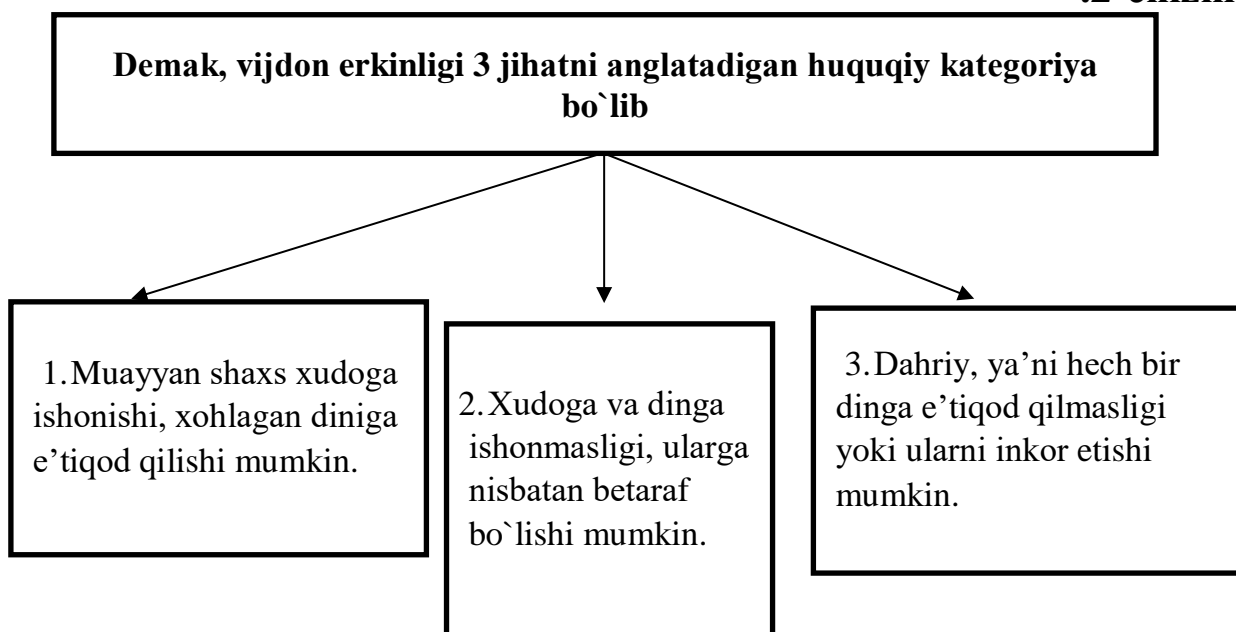 Demak, vijdon erkinligi 3 jihatni anglatadigan huquqiy kategoriya
bo`lib
1.Muayyan shaxs xudoga
ishonishi, xohlagan diniga
e’tiqod qilishi mumkin.
2.Xudoga va dinga
ishonmasligi, ularga
nisbatan betaraf
bo`lishi mumkin.
3.Dahriy, ya’ni hech bir
dinga e’tiqod qilmasligi
yoki ularni inkor etishi
mumkin.